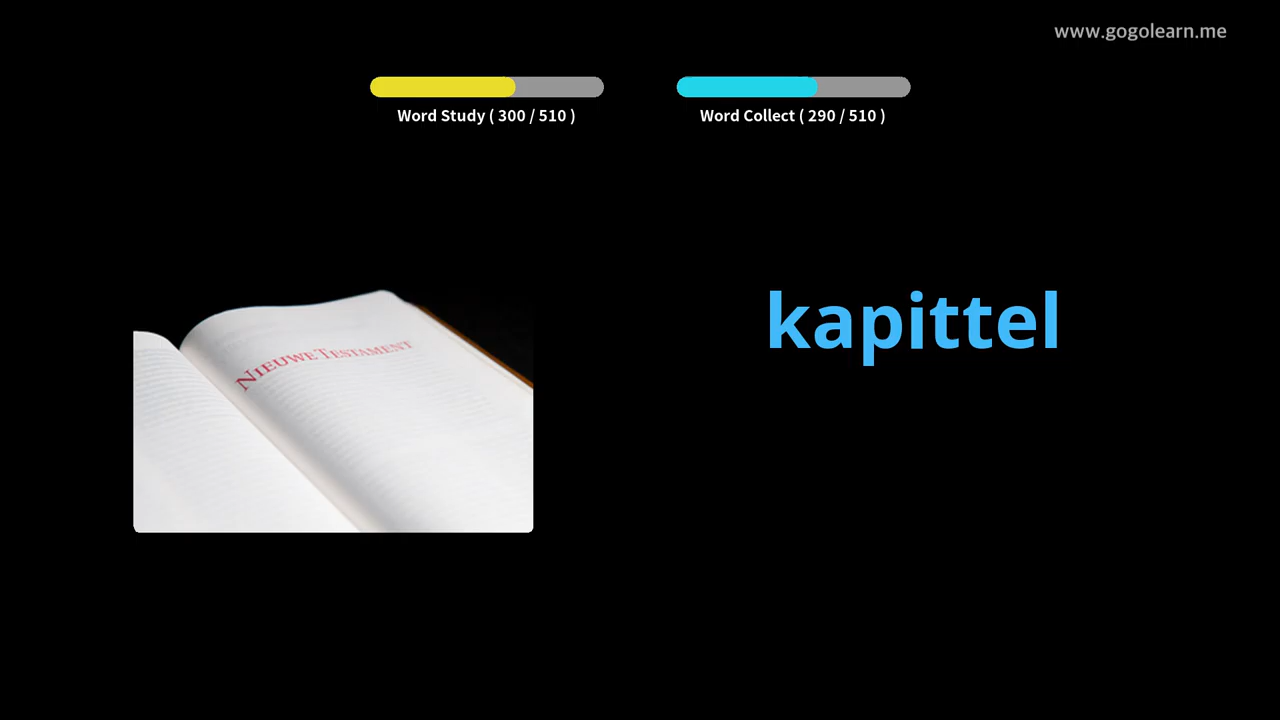 www.gogolearn.me
Word Study ( 300 / 510 )
Word Collect ( 290 / 510 )
kapittel
NIEUWE TESTAMENT